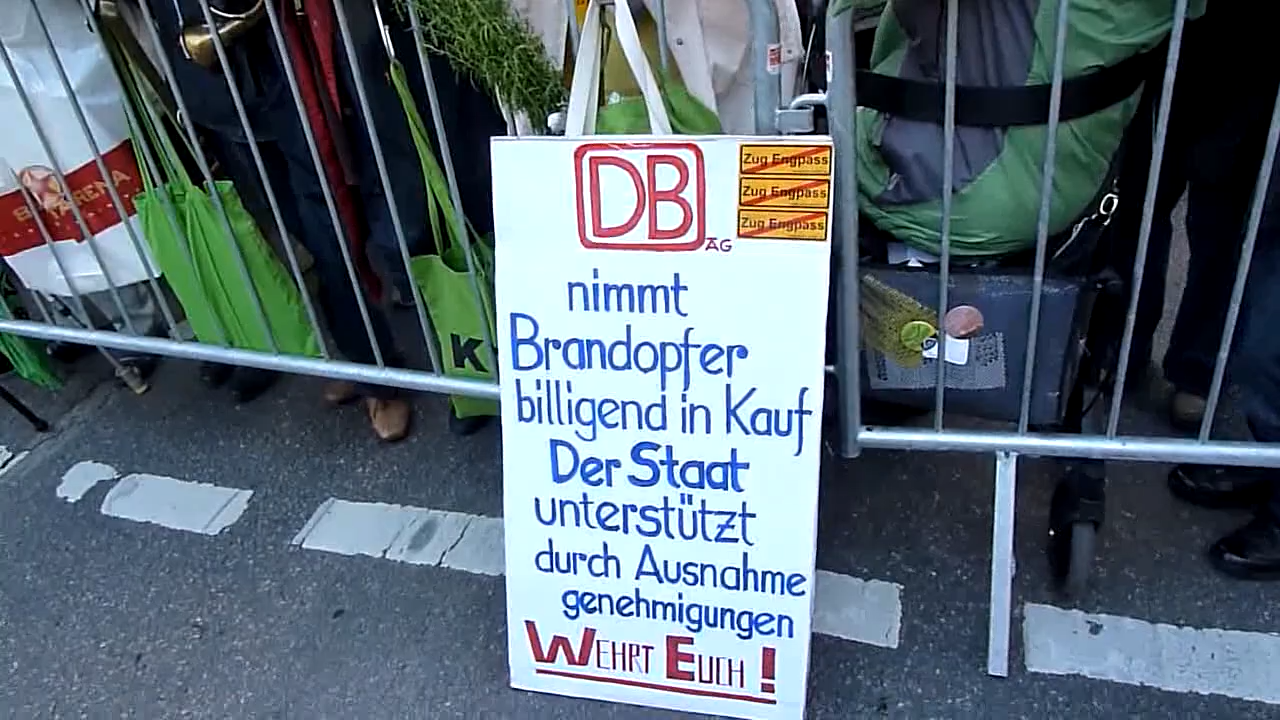 DB
AG
Zug Engpass
Zug Engpass
Zug Engpass
nimmt
Brandopfer
billigend in Kauf
Der Staat
unterstützt
durch Ausnahme
genehmigungen
WEHRT EUCH!
K